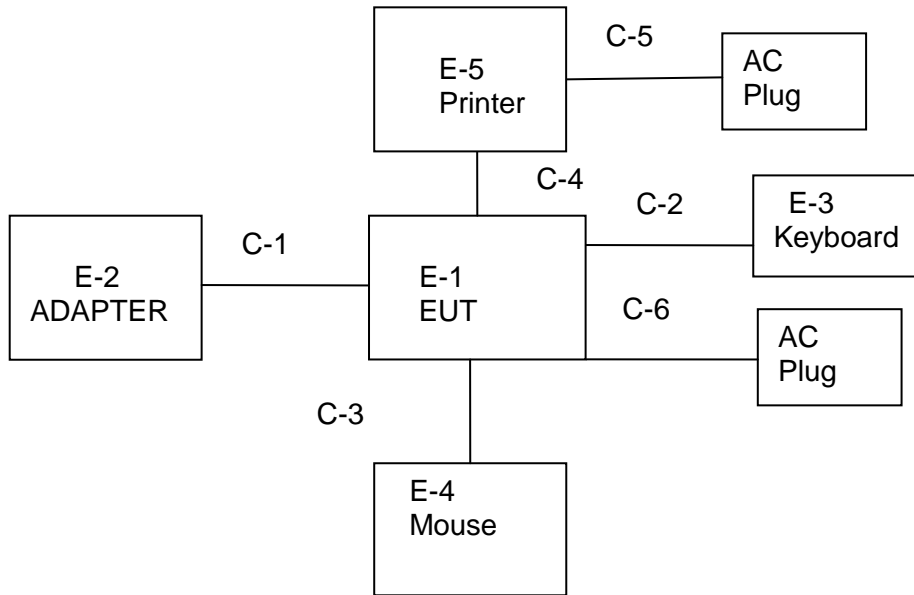 C-5
E-5
Printer
AC
Plug
C-4
C-2
E-3
Keyboard
C-1
E-2
ADAPTER
E-1
EUT
C-6
AC
Plug
C-3
E-4
Mouse